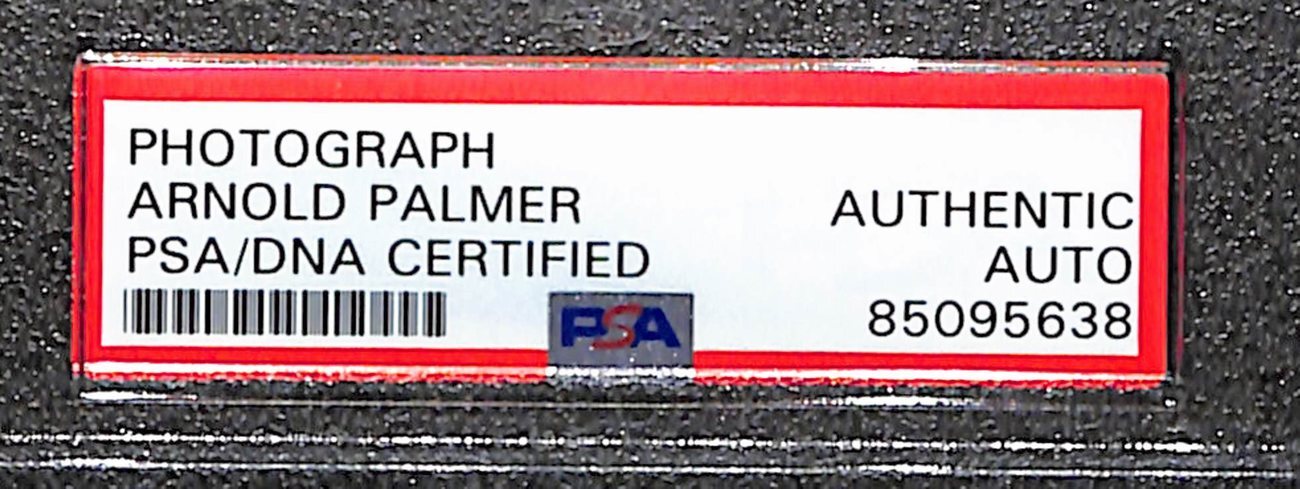 PHOTOGRAPH
ARNOLD PALMER
PSA/DNA CERTIFIED
AUTHENTIC
AUTO
85095638
PSA